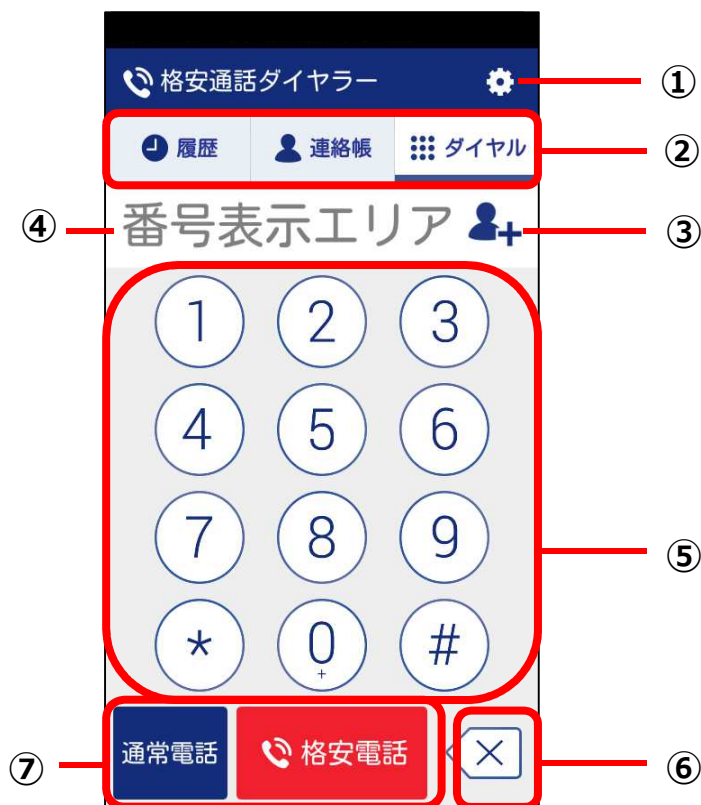 格安通話ダイヤラー ①
履歴 連絡帳 ダイヤル ②
④ 番号表示エリア ③
1 2 3
4 5 6
7 8 9 ⑤
* 0 #
+
⑦ 通常電話 格安電話 ⑥